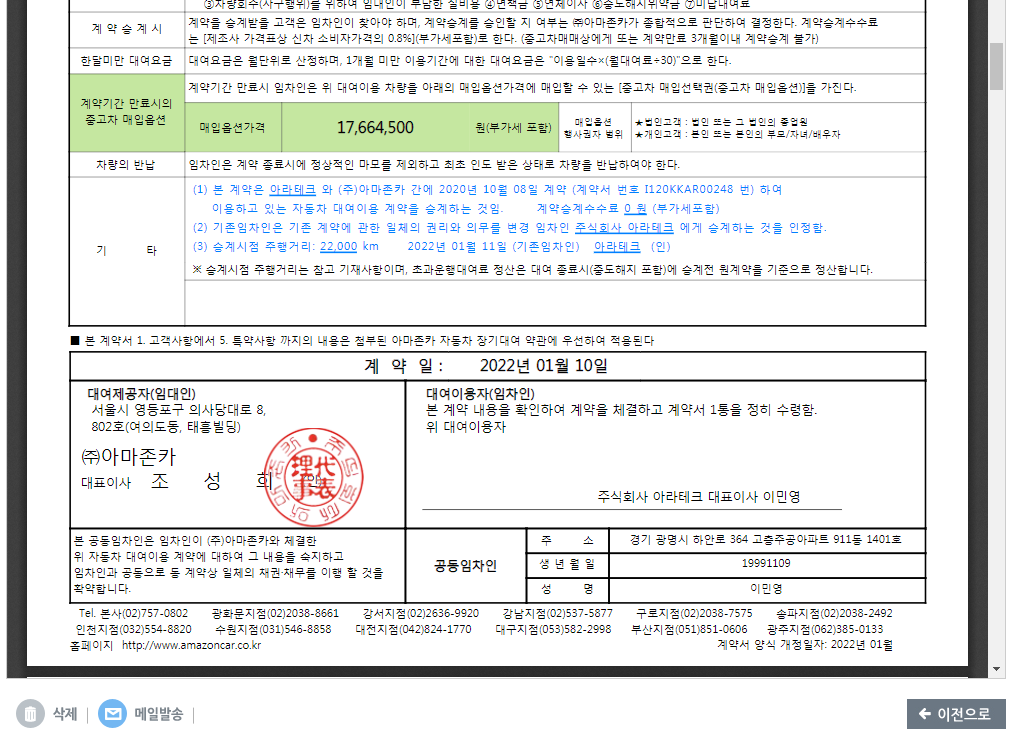 ③차량회수(사구행위)를 위하여 임대인이 부담한 실비용 ④면책금 ⑤연체이자 ⑥중도해지위약금 ⑦미납대여료
계 약 승 계 시
계약을 승계받을 고객은 임차인이 찾아야 하며, 계약승계를 승인할 지 여부는 ㈜아마존카가 종합적으로 판단하여 결정한다. 계약승계수수료
는 [제조사 가격표상 신차 소비자가격의 0.8%](부가세포함)로 한다. (중고차매매상에게 또는 계약만료 3개월이내 계약승계 불가)
한달미만 대여요금
대여요금은 월단위로 산정하며, 1개월 미만 이용기간에 대한 대여요금은 "이용일수×(월대여료÷30)"으로 한다.
계약기간 만료시의
중고차 매입옵션
계약기간 만료시 임차인은 위 대여이용 차량을 아래의 매입옵션가격에 매입할 수 있는 [중고차 매입선택권(중고차 매입옵션)]을 가진다.
매입옵션가격
17,664,500
원(부가세 포함)
매입옵션
행사권자 범위
★법인고객 : 법인 또는 그 법인의 종업원
★개인고객 : 본인 또는 본인의 부모/자녀/배우자
차량의 반납
임차인은 계약 종료시에 정상적인 마모를 제외하고 최초 인도 받은 상태로 차량을 반납하여야 한다.
기 타
(1) 본 계약은 아라테크 와 (주)아마존카 간에 2020년 10월 08일 계약 (계약서 번호 I120KKAR00248 번) 하여
이용하고 있는 자동차 대여이용 계약을 승계하는 것임. 계약승계수수료 0 원 (부가세포함)
(2) 기존임차인은 기존 계약에 관한 일체의 권리와 의무를 변경 임차인 주식회사 아라테크 에게 승계하는 것을 인정함.
(3) 승계시점 주행거리: 22,000 km 2022년 01월 11일 (기존임차인) 아라테크 (인)
※ 승계시점 주행거리는 참고 기재사항이며, 초과운행대여료 정산은 대여 종료시(중도해지 포함)에 승계전 원계약을 기준으로 정산합니다.
■ 본 계약서 1. 고객사항에서 5. 특약사항 까지의 내용은 첨부된 아마존카 자동차 장기대여 약관에 우선하여 적용된다
계 약 일 : 2022년 01월 10일
대여제공자(임대인)
서울시 영등포구 의사당대로 8,
802호(여의도동, 태흥빌딩)
㈜아마존카
대표이사 조 성 희
대여이용자(임차인)
본 계약 내용을 확인하여 계약을 체결하고 계약서 1통을 정히 수령함.
위 대여이용자
주식회사 아라테크 대표이사 이민영
본 공동임차인은 임차인이 (주)아마존카와 체결한
위 자동차 대여이용 계약에 대하여 그 내용을 숙지하고
임차인과 공동으로 동 계약상 일체의 채권·채무를 이행 할 것을
확약합니다.
공동임차인
주 소
경기 광명시 하안로 364 고층주공아파트 911동 1401호
생 년 월 일
19991109
성 명
이민영
Tel. 본사(02)757-0802 광화문지점(02)2038-8661 강서지점(02)2636-9920 강남지점(02)537-5877 구로지점(02)2038-7575 송파지점(02)2038-2492
인천지점(032)554-8820 수원지점(031)546-8858 대전지점(042)824-1770 대구지점(053)582-2998 부산지점(051)851-0606 광주지점(062)385-0133
홈페이지 http://www.amazoncar.co.kr
계약서 양식 개정일자: 2022년 01월
삭제 | 메일발송 |
이전으로